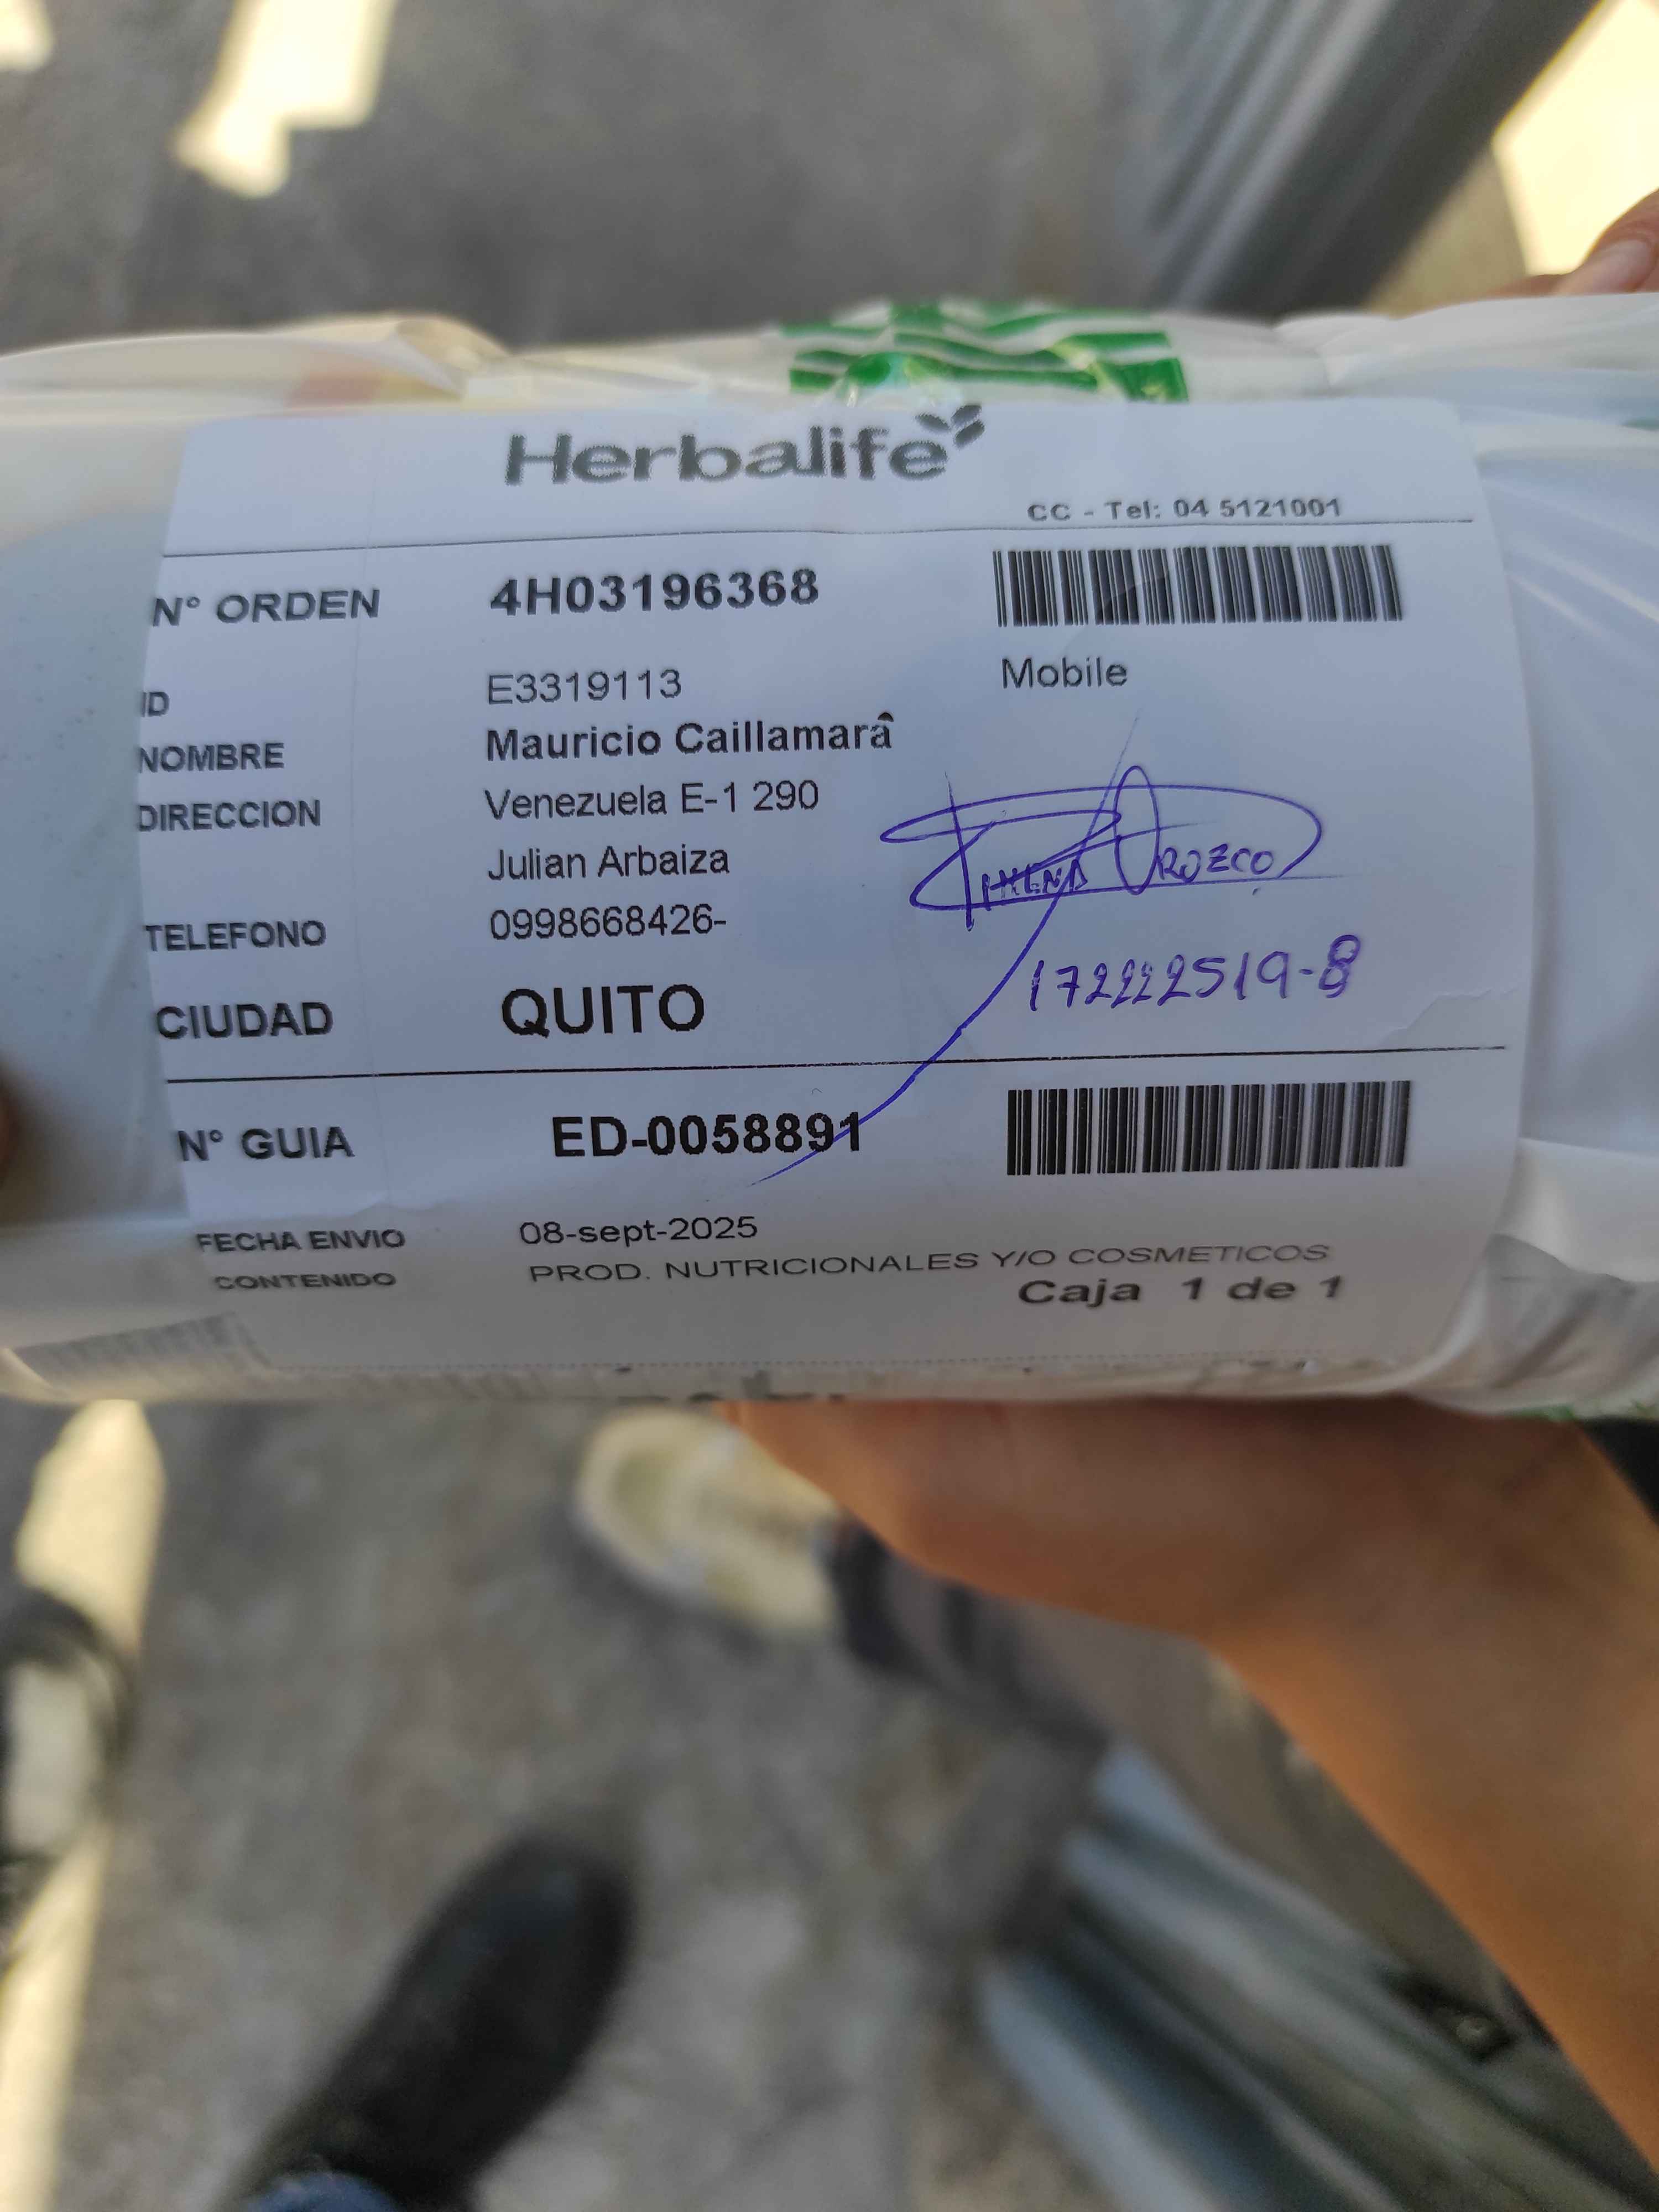 Herbalife
CC - Tel: 04 5121001
N° ORDEN 4H03196368
ID E3319113 Mobile
NOMBRE Mauricio Caillamarâ
DIRECCION Venezuela E-1 290
Julian Arbaiza
OROZCO
TELEFONO 0998668426-
172222519-8
CIUDAD QUITO
N° GUIA ED-0058891
FECHA ENVIO 08-sept-2025
CONTENIDO PROD. NUTRICIONALES Y/O COSMETICOS
Caja 1 de 1